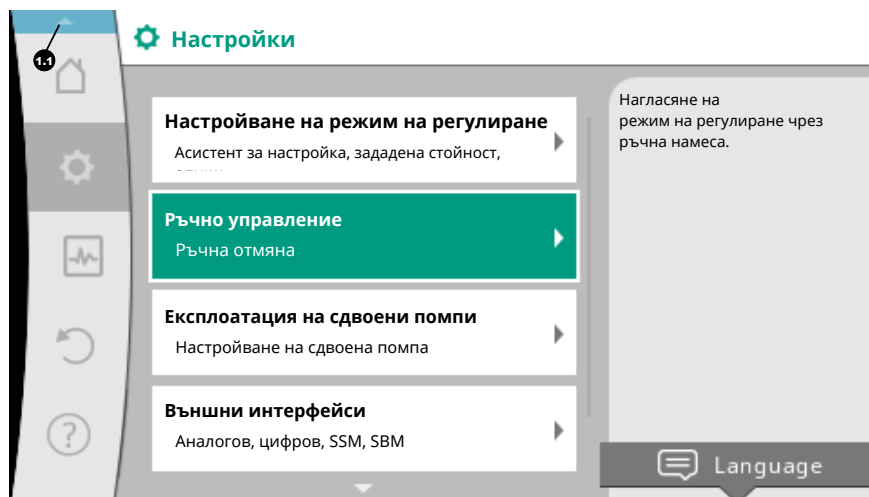 Настройки
1.1
Настройване на режим на регулиране
Асистент за настройка, зададена стойност,
Ръчно управление
Ръчна отмяна
Експлоатация на сдвоени помпи
Настройване на сдвоена помпа
Външни интерфейси
Аналогов, цифров, SSM, SBM
Нагласяне на
режим на регулиране чрез
ръчна намеса.
Language